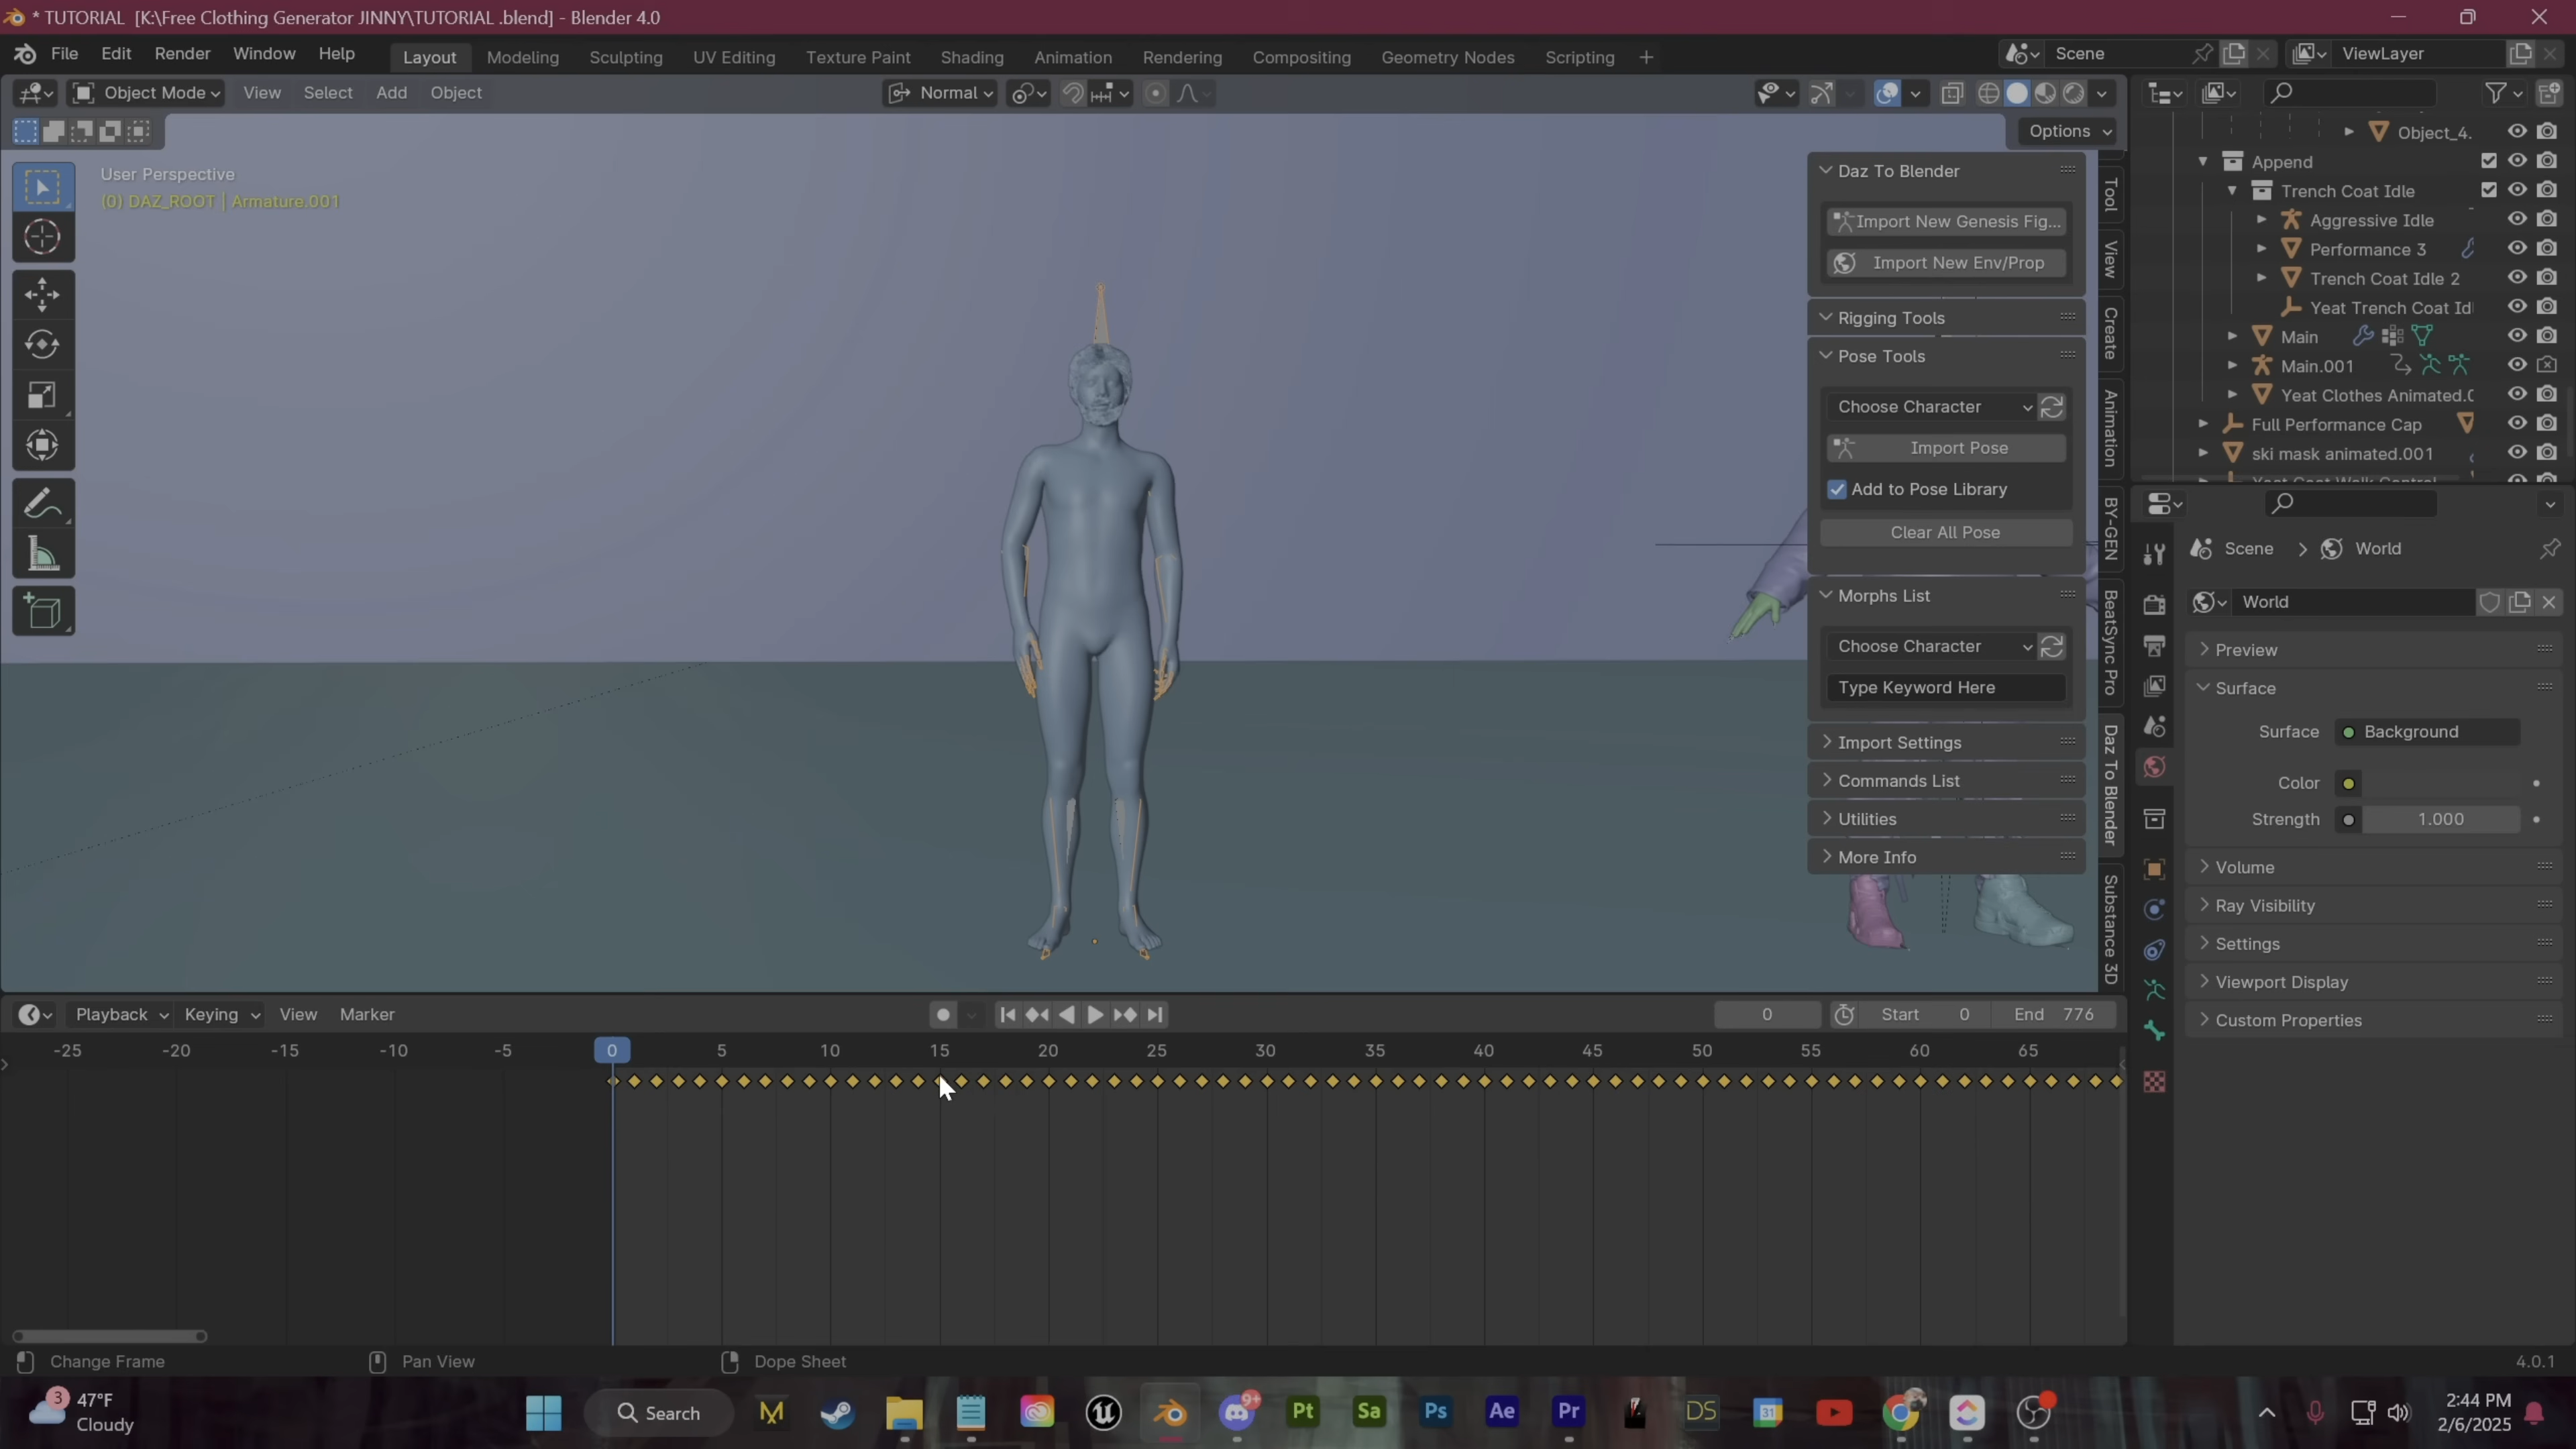 * TUTORIAL [K:\Free Clothing Generator JINNY\TUTORIAL .blend] - Blender 4.0
File Edit Render Window Help
Layout Modeling Sculpting UV Editing Texture Paint Shading Animation Rendering Compositing Geometry Nodes Scripting +
Scene
ViewLayer
Object Mode View Select Add Object
Normal
Options
User Perspective
(0) DAZ_ROOT | Armature.001
Daz To Blender
Import New Genesis Fig...
Import New Env/Prop
Rigging Tools
Pose Tools
Choose Character
Import Pose
Add to Pose Library
Clear All Pose
Morphs List
Choose Character
Type Keyword Here
Import Settings
Commands List
Utilities
More Info
Tool
View
Create
Animation
BY-GEN
BeatSync Pro
Daz To Blender
Substance 3D
Object_4.
Append
Trench Coat Idle
Aggressive Idle
Performance 3
Trench Coat Idle 2
Yeat Trench Coat Idl
Main
Main.001
Yeat Clothes Animated.0
Full Performance Cap
ski mask animated.001
Scene > World
World
Preview
Surface
Surface Background
Color
Strength 1.000
Volume
Ray Visibility
Settings
Viewport Display
Custom Properties
Playback Keying View Marker
0
Start 0
End 776
-25 -20 -15 -10 -5 0 5 10 15 20 25 30 35 40 45 50 55 60 65
Change Frame
Pan View
Dope Sheet
4.0.1
3
47°F
Cloudy
Search
9+
Pt
Sa
Ps
Ae
Pr
DS
31
2:44 PM
2/6/2025